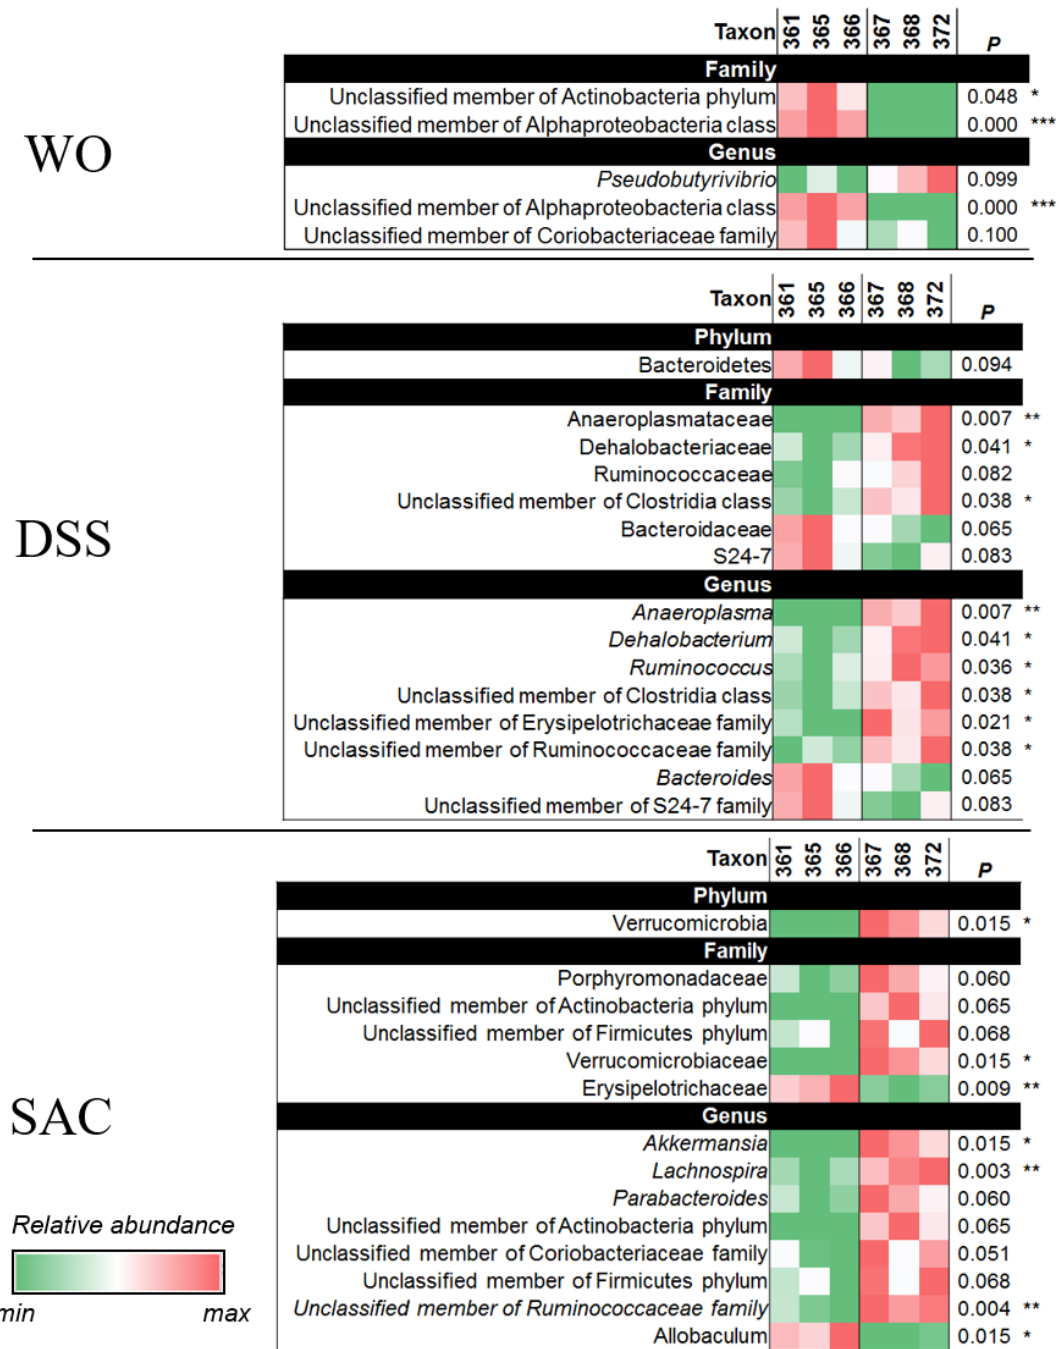 Taxon 361 365 366 367 368 372 P
Family
Unclassified member of Actinobacteria phylum 0.048 *
Unclassified member of Alphaproteobacteria class 0.000 ***
WO
Genus
Pseudobutyrivibrio 0.099
Unclassified member of Alphaproteobacteria class 0.000 ***
Unclassified member of Coriobacteriaceae family 0.100
Taxon 361 365 366 367 368 372 P
Phylum
Bacteroidetes 0.094
Family
Anaeroplasmataceae 0.007 **
Dehalobacteriaceae 0.041 *
Ruminococcaceae 0.082
Unclassified member of Clostridia class 0.038 *
DSS
Bacteroidaceae 0.065
S24-7 0.083
Genus
Anaeroplasma 0.007 **
Dehalobacterium 0.041 *
Ruminococcus 0.036 *
Unclassified member of Clostridia class 0.038 *
Unclassified member of Erysipelotrichaceae family 0.021 *
Unclassified member of Ruminococcaceae family 0.038 *
Bacteroides 0.065
Unclassified member of S24-7 family 0.083
Taxon 361 365 366 367 368 372 P
Phylum
Verrucomicrobia 0.015 *
Family
Porphyromonadaceae 0.060
Unclassified member of Actinobacteria phylum 0.065
Unclassified member of Firmicutes phylum 0.068
Verrucomicrobiaceae 0.015 *
Erysipelotrichaceae 0.009 **
SAC
Genus
Akkermansia 0.015 *
Lachnospira 0.003 **
Parabacteroides 0.060
Unclassified member of Actinobacteria phylum 0.065
Unclassified member of Coriobacteriaceae family 0.051
Unclassified member of Firmicutes phylum 0.068
Unclassified member of Ruminococcaceae family 0.004 **
Allobaculum 0.015 *
Relative abundance
min max